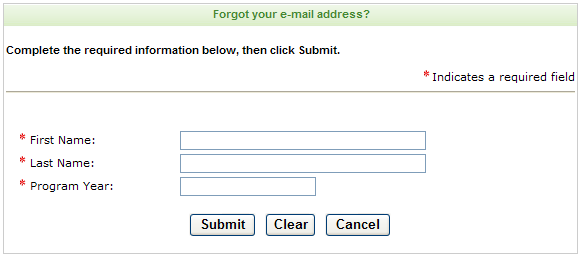 Forgot your e-mail address?
Complete the required information below, then click Submit.
* Indicates a required field
* First Name:
* Last Name:
* Program Year:
Submit Clear Cancel